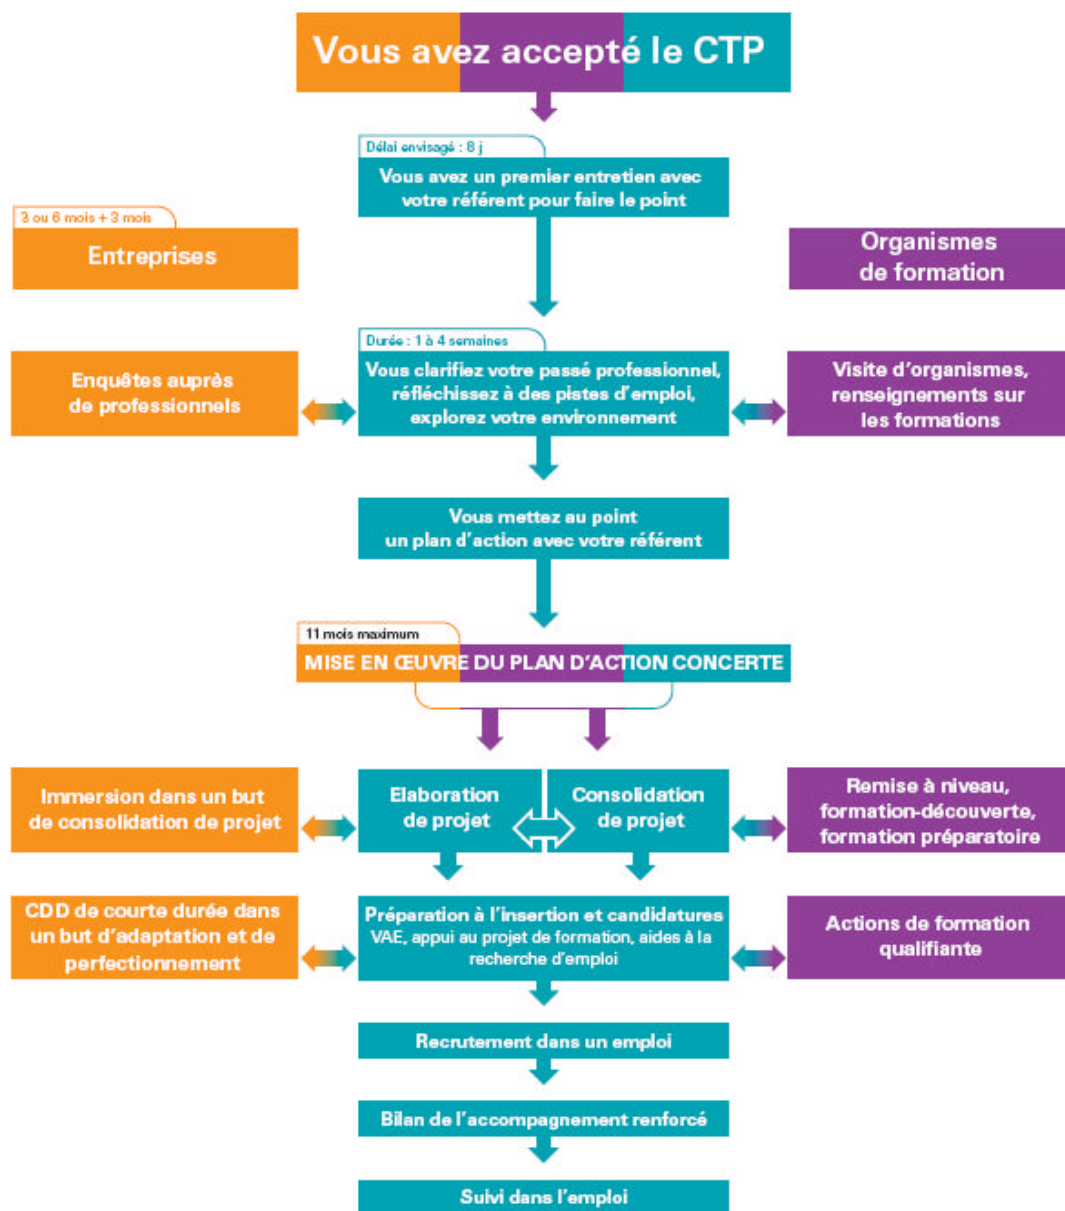 Vous avez accepté le CTP
Délai envisagé : 8 j
Vous avez un premier entretien avec
votre référent pour faire le point
3 ou 6 mois + 3 mois
Entreprises
Organismes
de formation
Durée : 1 à 4 semaines
Enquêtes auprès
de professionnels
Vous clarifiez votre passé professionnel,
réfléchissez à des pistes d'emploi,
explorez votre environnement
Visite d'organismes,
renseignements sur
les formations
Vous mettez au point
un plan d'action avec votre référent
11 mois maximum
MISE EN ŒUVRE DU PLAN D'ACTION CONCERTE
Immersion dans un but
de consolidation de projet
Elaboration
de projet
Consolidation
de projet
Remise à niveau,
formation-découverte,
formation préparatoire
CDD de courte durée dans
un but d'adaptation et de
perfectionnement
Préparation à l'insertion et candidatures
VAE, appui au projet de formation, aides à la
recherche d'emploi
Actions de formation
qualifiante
Recrutement dans un emploi
Bilan de l'accompagnement renforcé
Suivi dans l'emploi